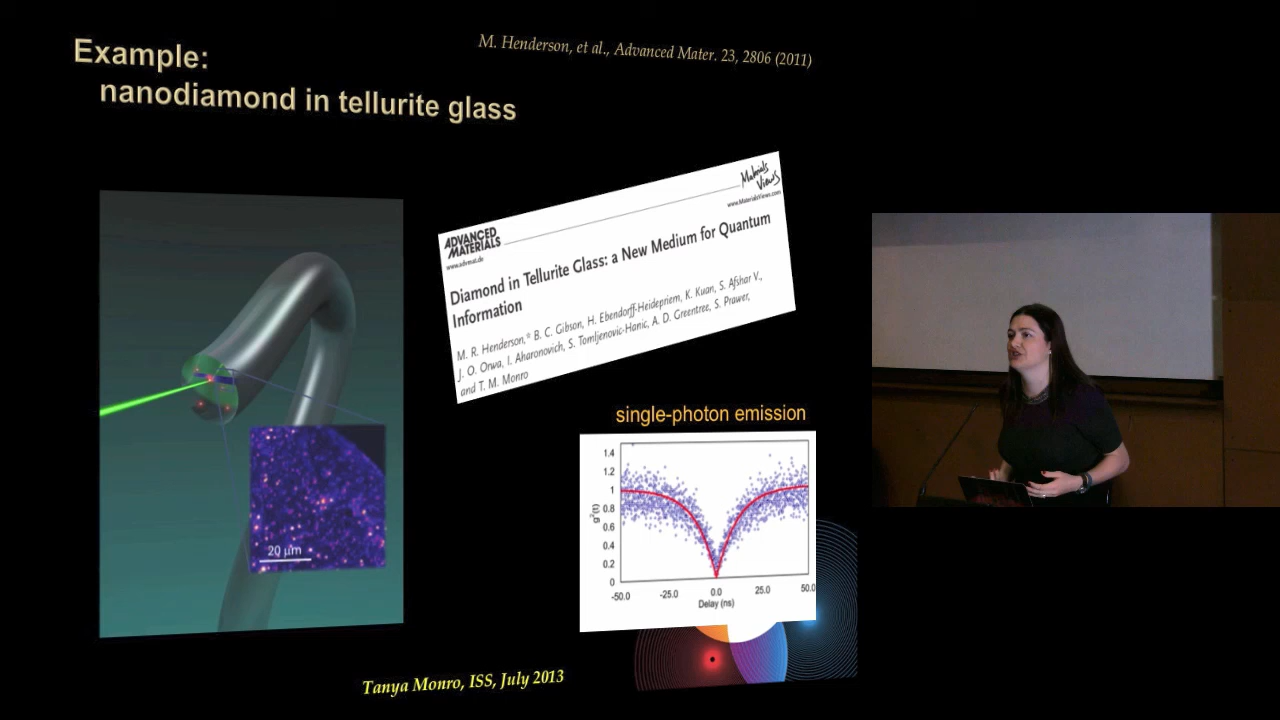 Example:
nanodiamond in tellurite glass
M. Henderson, et al., Advanced Mater. 23, 2806 (2011)
Materials
Views
www.MaterialsViews.com
ADVANCED
MATERIALS
www.advmat.de
Diamond in Tellurite Glass: a New Medium for Quantum
Information
M. R. Henderson,* B. C. Gibson, H. Ebendorff-Heidepriem, K. Kuan, S. Afshar V.,
J. O. Orwa, I. Aharonovich, S. Tomljenovic-Hanic, A. D. Greentree, S. Prawer,
and T. M. Monro
single-photon emission
1.4
1.2
1
0.8
0.6
0.4
0.2
0
g²(t)
-50.0 -25.0 0.0 25.0 50.0
Delay (ns)
20 µm
Tanya Monro, ISS, July 2013